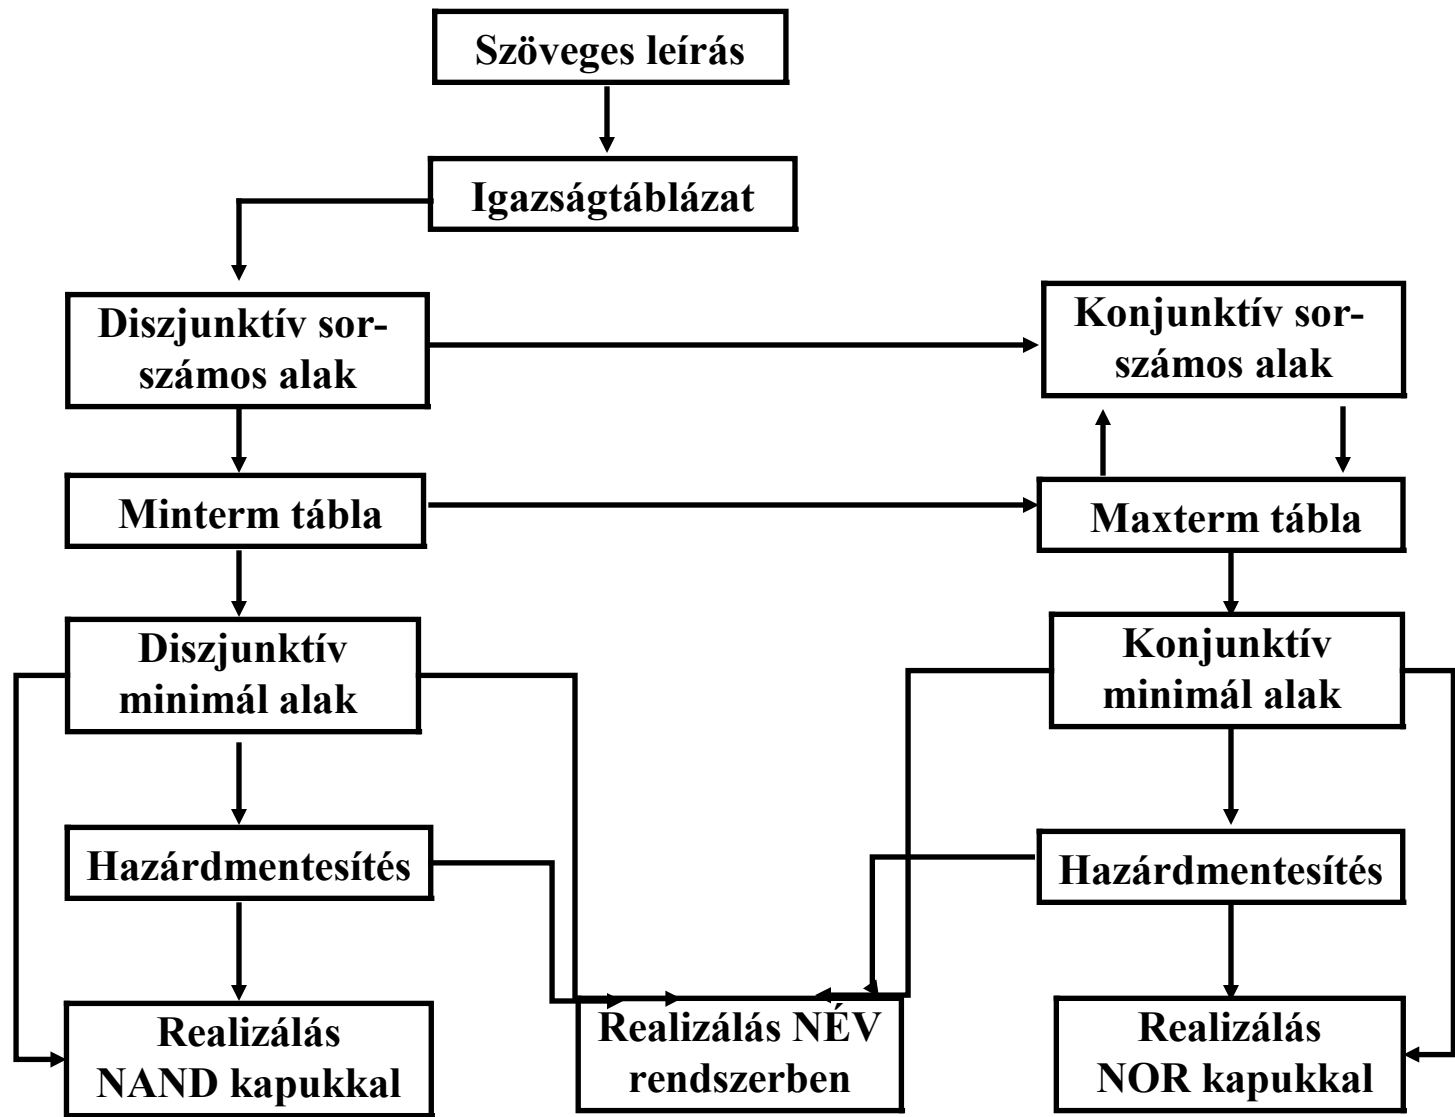 Szöveges leírás
Igazságtáblázat
Diszjunktív sor-
számos alak
Konjunktív sor-
számos alak
Minterm tábla
Maxterm tábla
Diszjunktív
minimál alak
Konjunktív
minimál alak
Hazárdmentesítés
Hazárdmentesítés
Realizálás
NAND kapukkal
Realizálás NÉV
rendszerben
Realizálás
NOR kapukkal